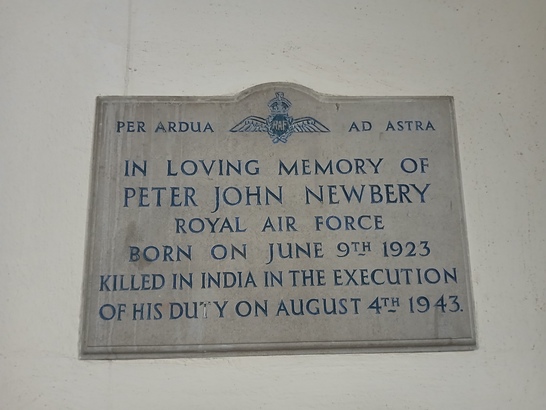 PER ARDUA RAF AD ASTRA
IN LOVING MEMORY OF
PETER JOHN NEWBERY
ROYAL AIR FORCE
BORN ON JUNE 9TH 1923
KILLED IN INDIA IN THE EXECUTION
OF HIS DUTY ON AUGUST 4TH 1943.